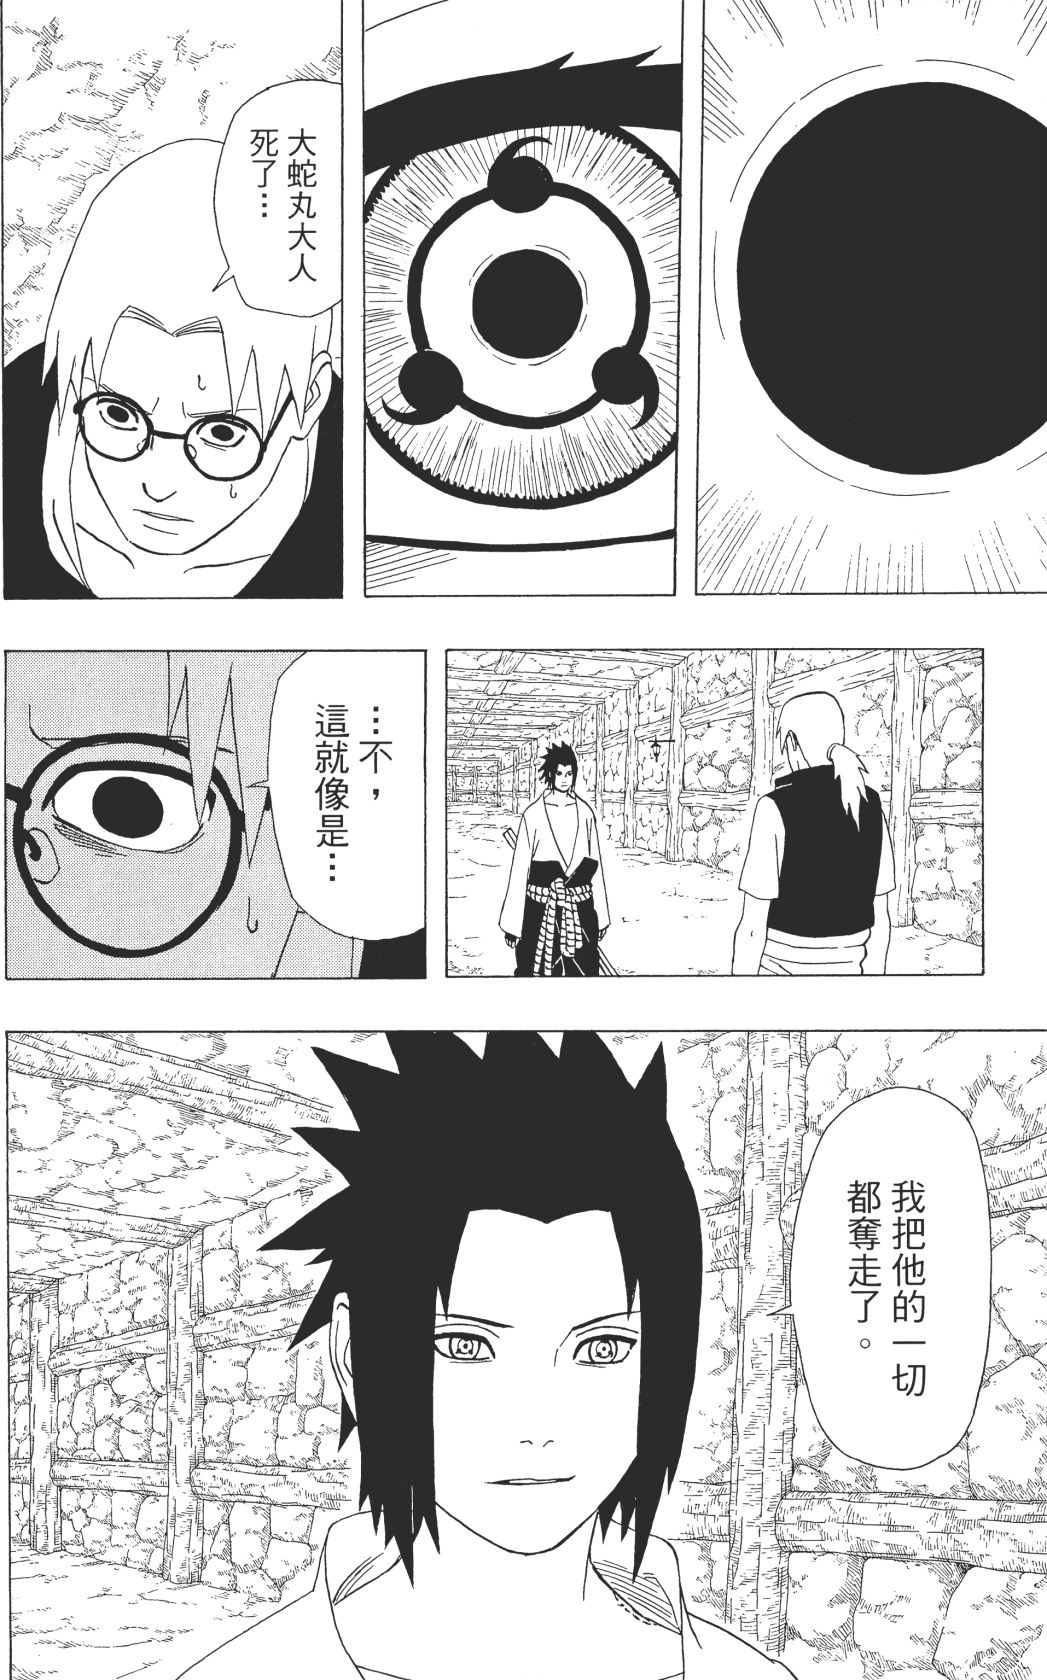 大蛇丸大人
死了…
…不，
這就像是…
我把他的一切
都奪走了。